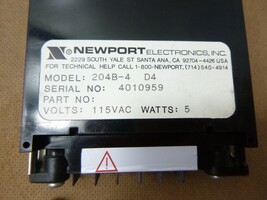 N NEWPORT ELECTRONICS, INC.
2229 SOUTH YALE ST SANTA ANA, CA 92704-4426 USA
FOR TECHNICAL HELP CALL 1-800-NEWPORT, (714) 540-4914
MODEL: 204B-4 D4
SERIAL NO: 4010959
PART NO:
VOLTS: 115VAC WATTS: 5